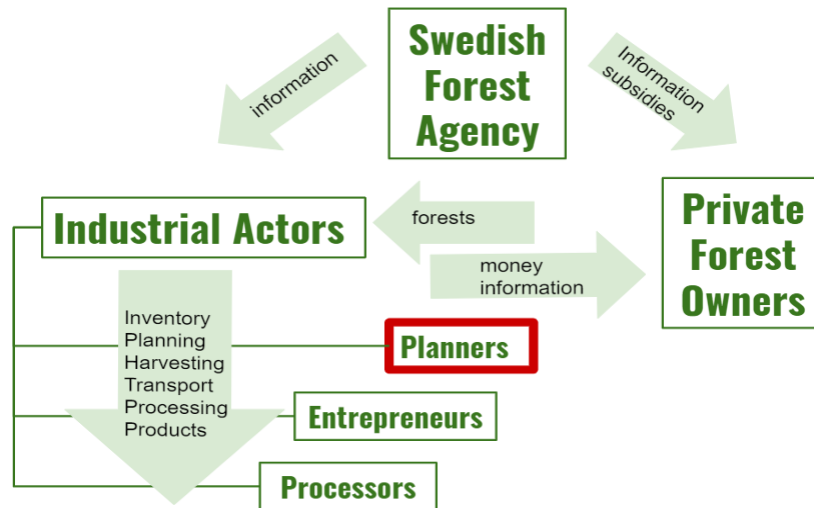 Swedish
Forest
Agency
information
Information
subsidies
Industrial Actors
forests
money
information
Private
Forest
Owners
Inventory
Planning
Harvesting
Transport
Processing
Products
Planners
Entrepreneurs
Processors